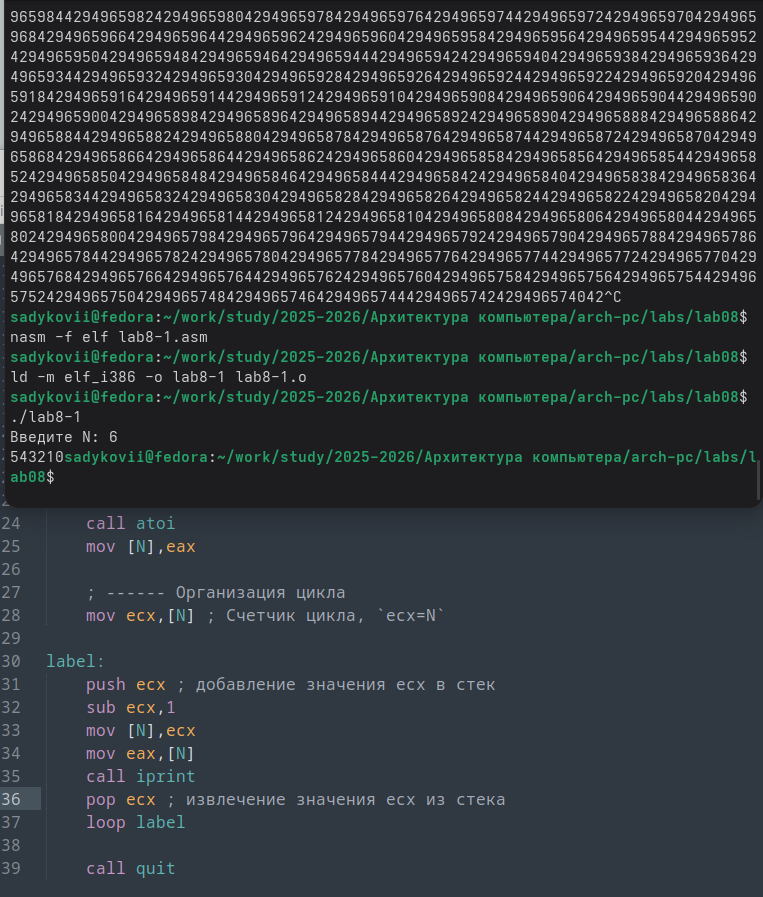 96598442949659824294965980429496597842949659764294965974429496597242949659704294965
96842949659664294965964429496596242949659604294965958429496595642949659544294965952
42949659504294965948429496594642949659444294965942429496594042949659384294965936429
49659344294965932429496593042949659284294965926429496592442949659224294965920429496
59184294965916429496591442949659124294965910429496590842949659064294965904429496590
24294965900429496589842949658964294965894429496589242949658904294965888429496588642
94965884429496588242949658804294965878429496587642949658744294965872429496587042949
65868429496586642949658644294965862429496586042949658584294965856429496585442949658
52429496585042949658484294965846429496584442949658424294965840429496583842949658364
29496583442949658324294965830429496582842949658264294965824429496582242949658204294
96581842949658164294965814429496581242949658104294965808429496580642949658044294965
80242949658004294965798429496579642949657944294965792429496579042949657884294965786
42949657844294965782429496578042949657784294965776429496577442949657724294965770429
49657684294965766429496576442949657624294965760429496575842949657564294965754429496
575242949657504294965748429496574642949657444294965742429496574042^C
sadykovii@fedora:~/work/study/2025-2026/Архитектура компьютера/arch-pc/labs/lab08$
nasm -f elf lab8-1.asm
sadykovii@fedora:~/work/study/2025-2026/Архитектура компьютера/arch-pc/labs/lab08$
ld -m elf_i386 -o lab8-1 lab8-1.o
sadykovii@fedora:~/work/study/2025-2026/Архитектура компьютера/arch-pc/labs/lab08$
./lab8-1
Введите N: 6
543210sadykovii@fedora:~/work/study/2025-2026/Архитектура компьютера/arch-pc/labs/l
ab08$
24 call atoi
25 mov [N],eax
26
27 ; ------ Организация цикла
28 mov ecx,[N] ; Счетчик цикла, `ecx=N`
29
30 label:
31 push ecx ; добавление значения ecx в стек
32 sub ecx,1
33 mov [N],ecx
34 mov eax,[N]
35 call iprint
36 pop ecx ; извлечение значения ecx из стека
37 loop label
38
39 call quit